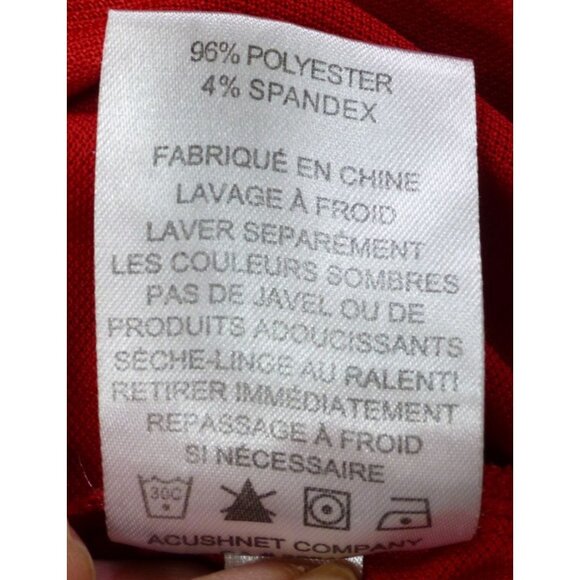 96% POLYESTER
4% SPANDEX
FABRIQUÉ EN CHINE
LAVAGE À FROID
LAVER SEPARÉMENT
LES COULEURS SOMBRES
PAS DE JAVEL OU DE
PRODUITS ADOUCISSANTS
SÈCHE-LINGE AU RALENTI
RETIRER IMMÉDIATEMENT
REPASSAGE À FROID
SI NÉCESSAIRE
30C
ACUSHNET COMPANY